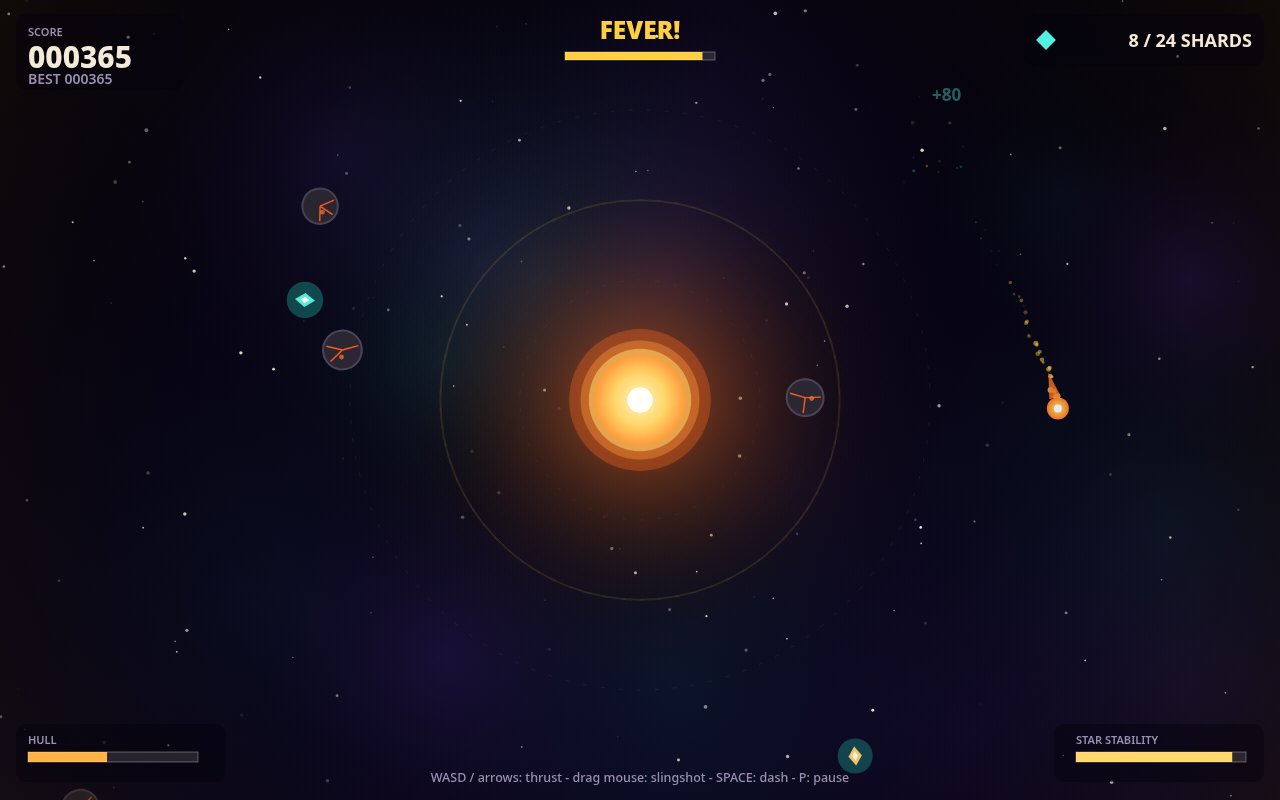 SCORE
000365
BEST 000365
FEVER!
8 / 24 SHARDS
+80
HULL
STAR STABILITY
WASD / arrows: thrust - drag mouse: slingshot - SPACE: dash - P: pause